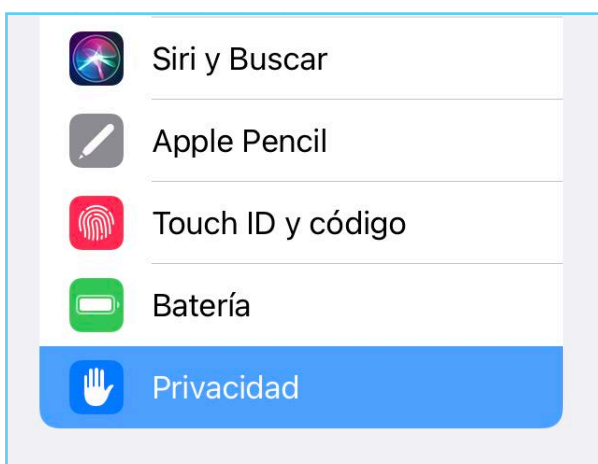 Siri y Buscar
Apple Pencil
Touch ID y código
Batería
Privacidad